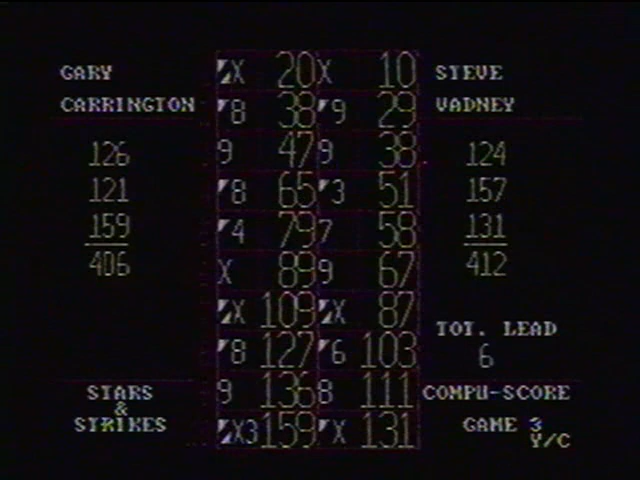 GARY X 20 X 10 STEVE
CARRINGTON 8 38 9 29 VADNEY
126 9 47 9 38 124
121 8 65 3 51 157
159 4 79 7 58 131
406 X 89 9 67 412
X 109 X 87
TOT. LEAD
8 127 6 103 6
STARS 9 136 8 111 COMPU-SCORE
&
STRIKES X3 159 X 131 GAME 3
Y/C